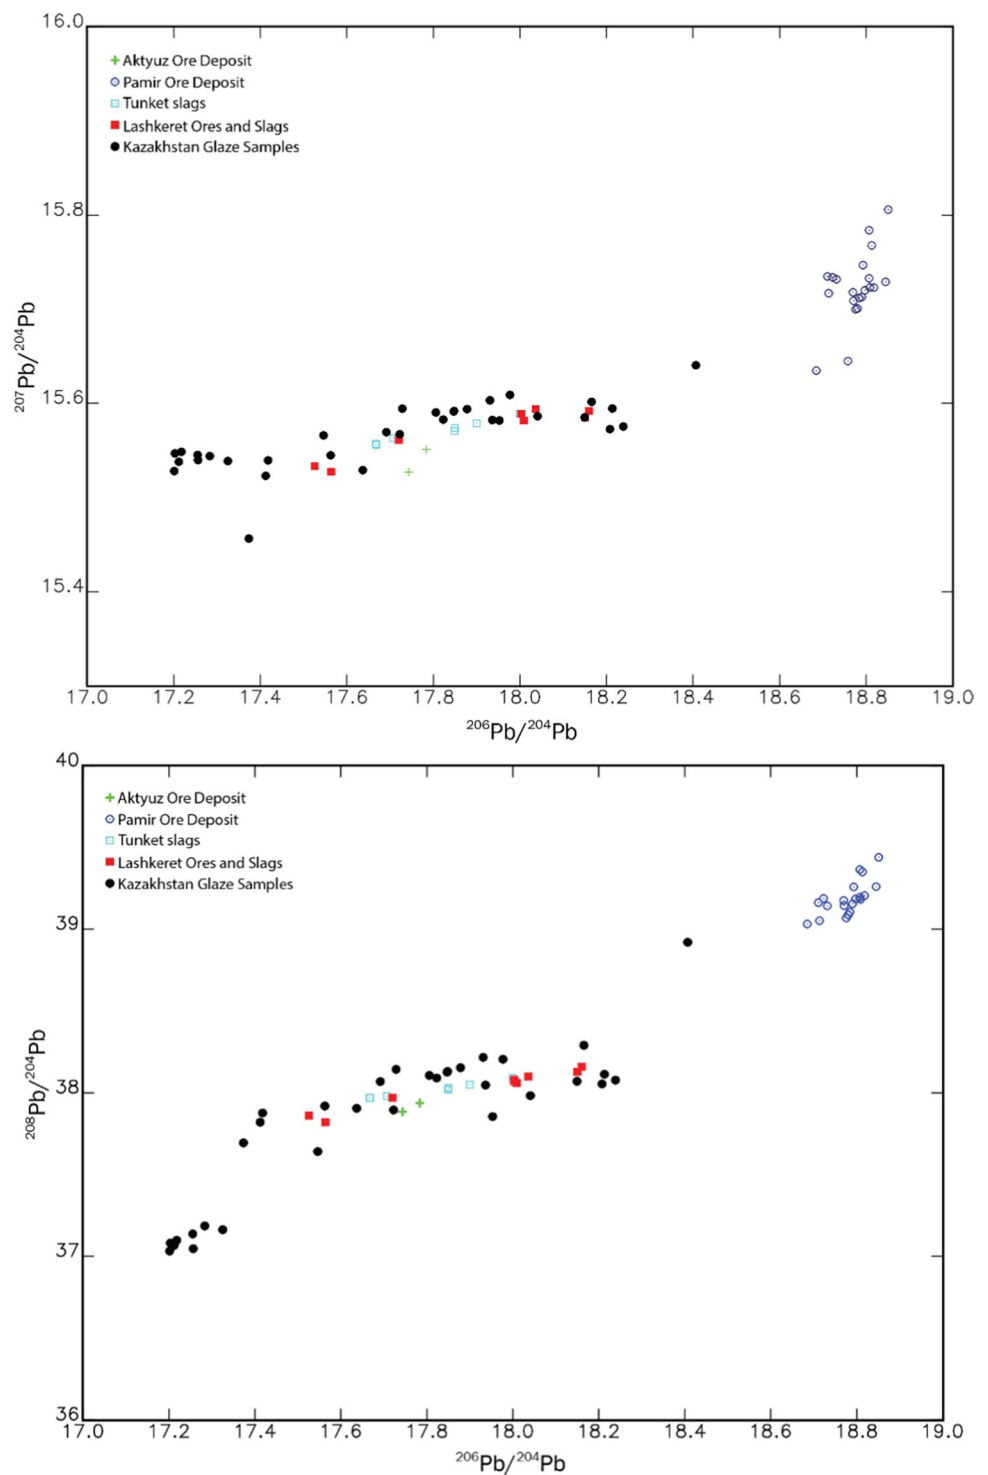 16.0
Aktyuz Ore Deposit
Pamir Ore Deposit
Tunket slags
Lashkeret Ores and Slags
Kazakhstan Glaze Samples
15.8
207Pb/204Pb
15.6
15.4
17.0 17.2 17.4 17.6 17.8 18.0 18.2 18.4 18.6 18.8 19.0
206Pb/204Pb
40
Aktyuz Ore Deposit
Pamir Ore Deposit
Tunket slags
Lashkeret Ores and Slags
Kazakhstan Glaze Samples
39
208Pb/204Pb
38
37
36
17.0 17.2 17.4 17.6 17.8 18.0 18.2 18.4 18.6 18.8 19.0
206Pb/204Pb